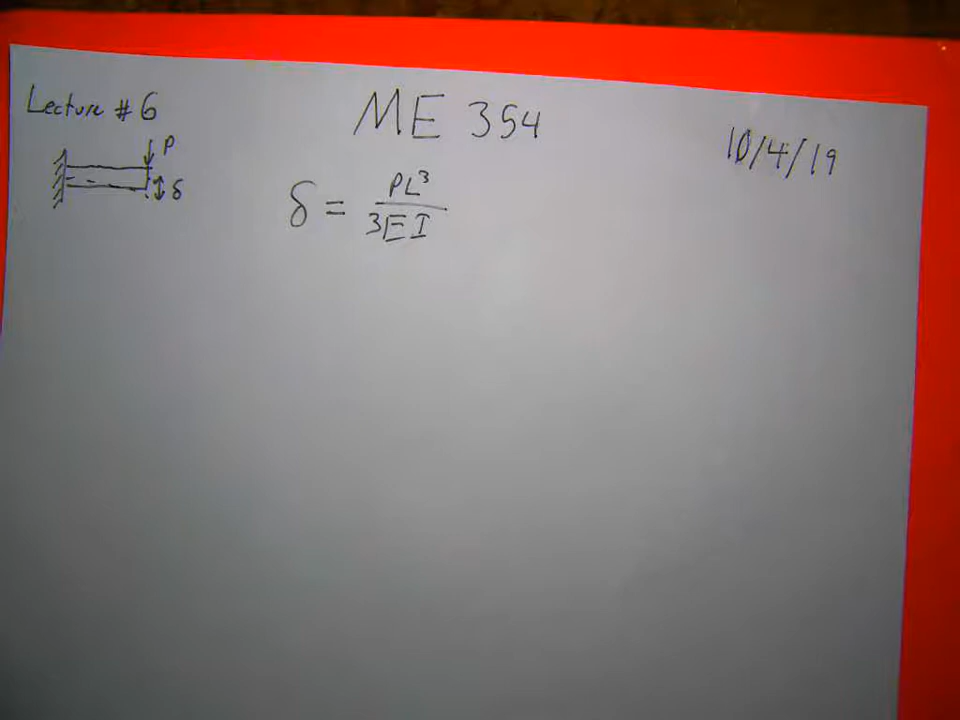 Lecture # 6
ME 354
10/4/19
P
δ
δ = PL³ / 3EI